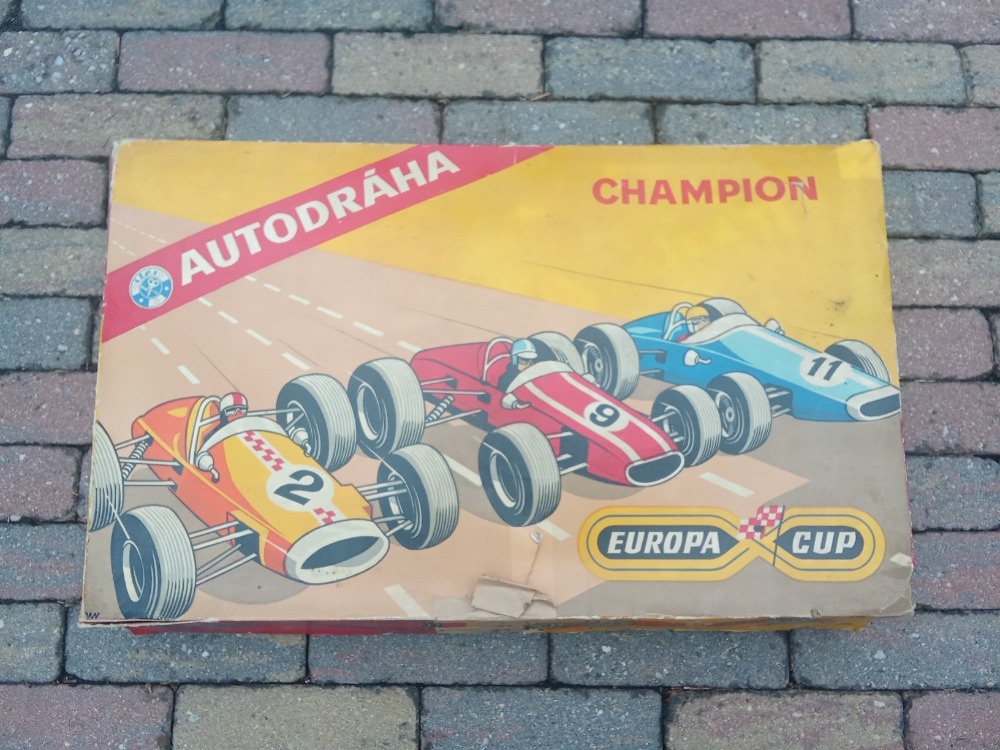 AUTODRÁHA
CHAMPION
11
9
2
EUROPA CUP